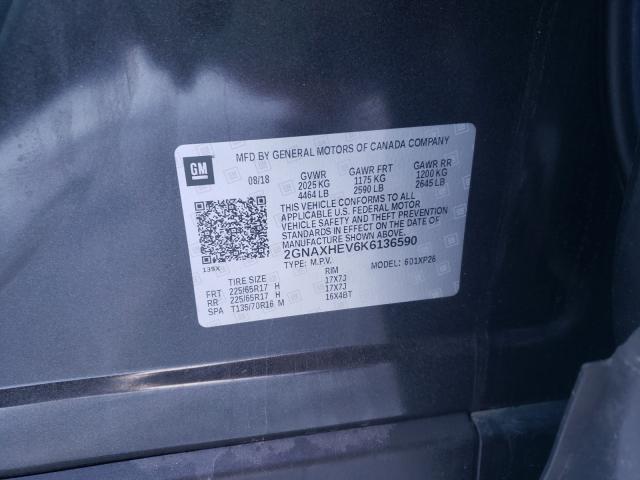 MFD BY GENERAL MOTORS OF CANADA COMPANY
GM
08/18 GVWR GAWR FRT GAWR RR
2025 KG 1175 KG 1200 KG
4464 LB 2590 LB 2645 LB
THIS VEHICLE CONFORMS TO ALL
APPLICABLE U.S. FEDERAL MOTOR
VEHICLE SAFETY AND BUMPER
STANDARDS IN EFFECT ON THE DATE OF
MANUFACTURE SHOWN ABOVE.
2GNAXHEV6K6136590
139X TYPE: M.P.V. MODEL: 6D1XP26
TIRE SIZE RIM
FRT 225/65R17 H 17X7J
RR 225/65R17 H 17X7J
SPA T135/70R16 M 16X4BT